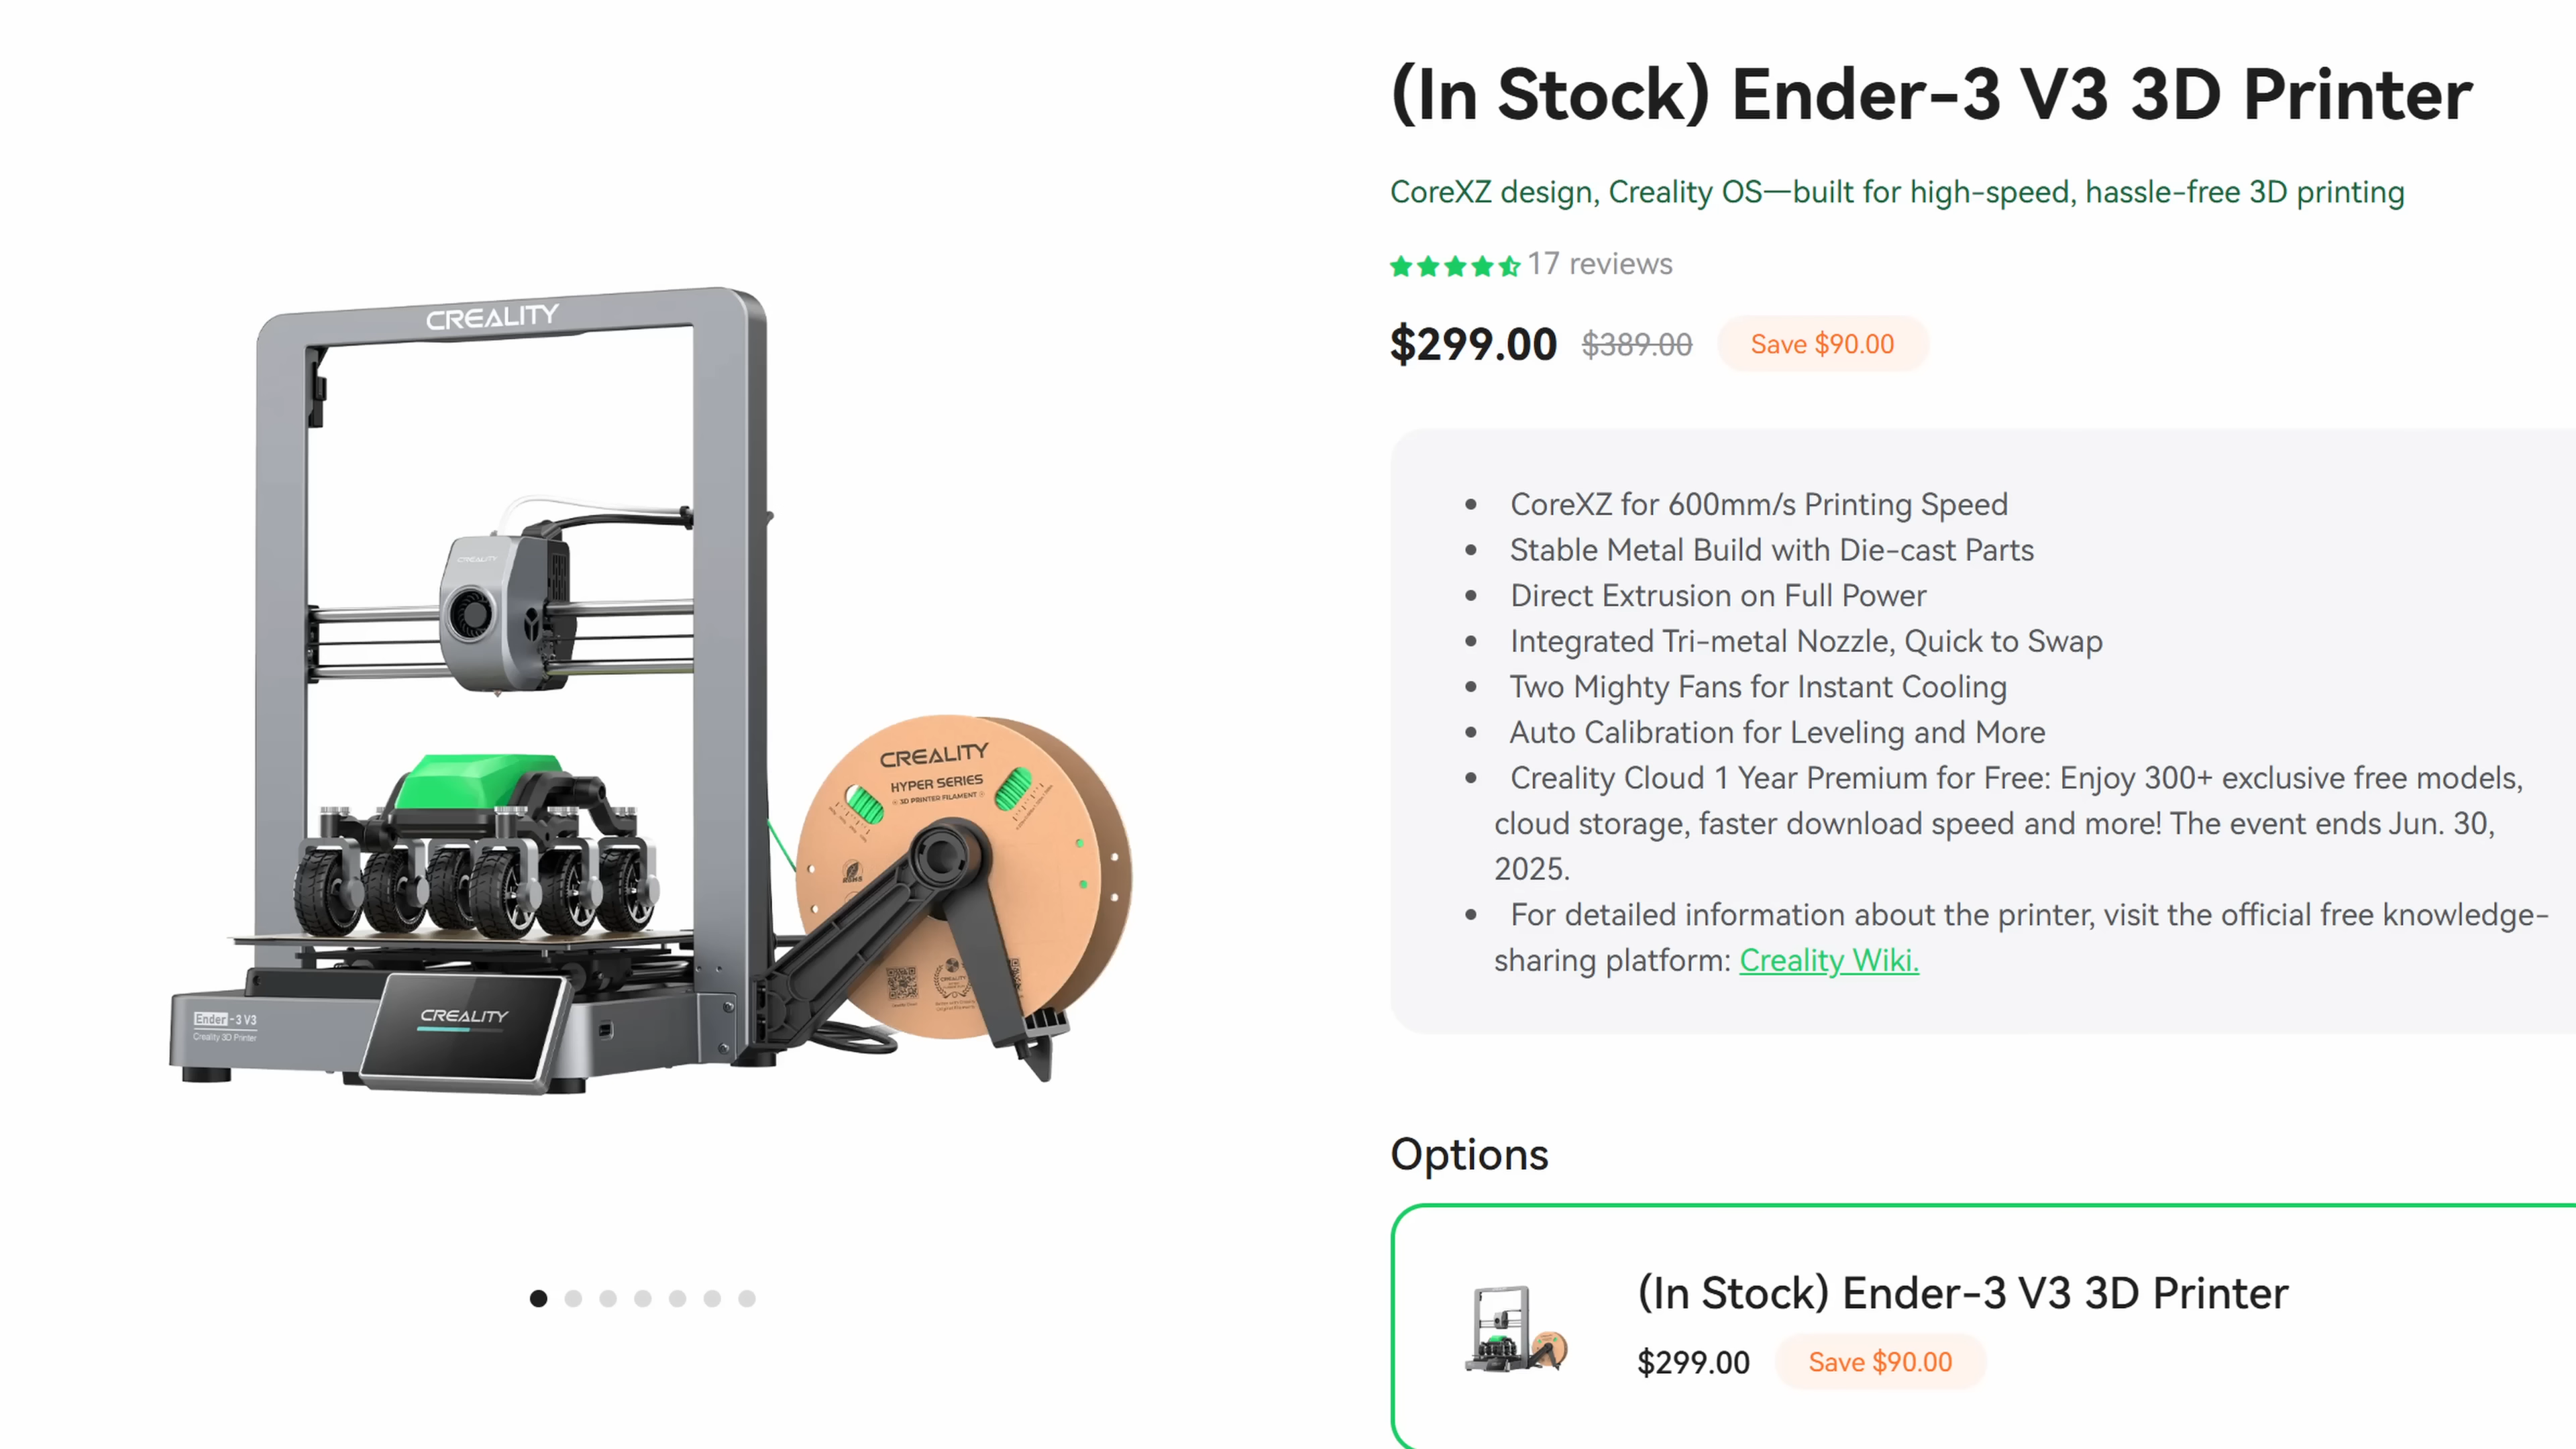 (In Stock) Ender-3 V3 3D Printer
CoreXZ design, Creality OS—built for high-speed, hassle-free 3D printing
17 reviews
$299.00 $389.00 Save $90.00
CoreXZ for 600mm/s Printing Speed
Stable Metal Build with Die-cast Parts
Direct Extrusion on Full Power
Integrated Tri-metal Nozzle, Quick to Swap
Two Mighty Fans for Instant Cooling
Auto Calibration for Leveling and More
Creality Cloud 1 Year Premium for Free: Enjoy 300+ exclusive free models,
cloud storage, faster download speed and more! The event ends Jun. 30,
2025.
For detailed information about the printer, visit the official free knowledge-
sharing platform: Creality Wiki.
Options
(In Stock) Ender-3 V3 3D Printer
$299.00 Save $90.00
CREALITY
CREALITY
CREALITY
HYPER SERIES
3D PRINTER FILAMENT
Ender-3 V3
Creality 3D Printer
CREALITY